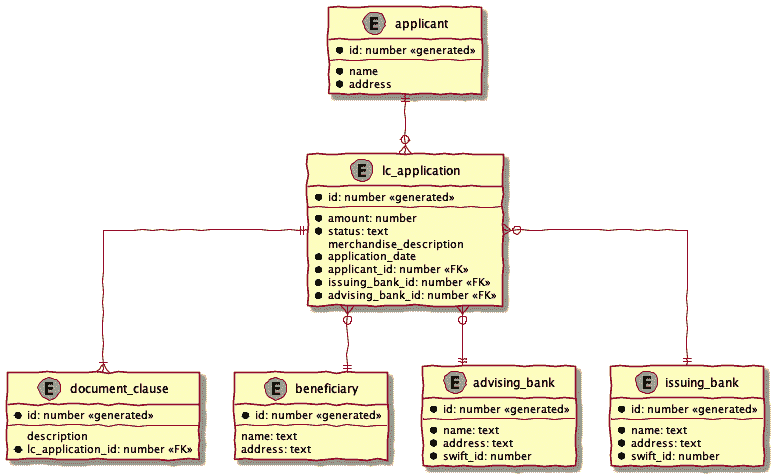 E applicant
id: number «generated»
name
address
E lc_application
id: number «generated»
amount: number
status: text
merchandise_description
application_date
applicant_id: number «FK»
issuing_bank_id: number «FK»
advising_bank_id: number «FK»
E document_clause
id: number «generated»
description
lc_application_id: number «FK»
E beneficiary
id: number «generated»
name: text
address: text
E advising_bank
id: number «generated»
name: text
address: text
swift_id: number
E issuing_bank
id: number «generated»
name: text
address: text
swift_id: number